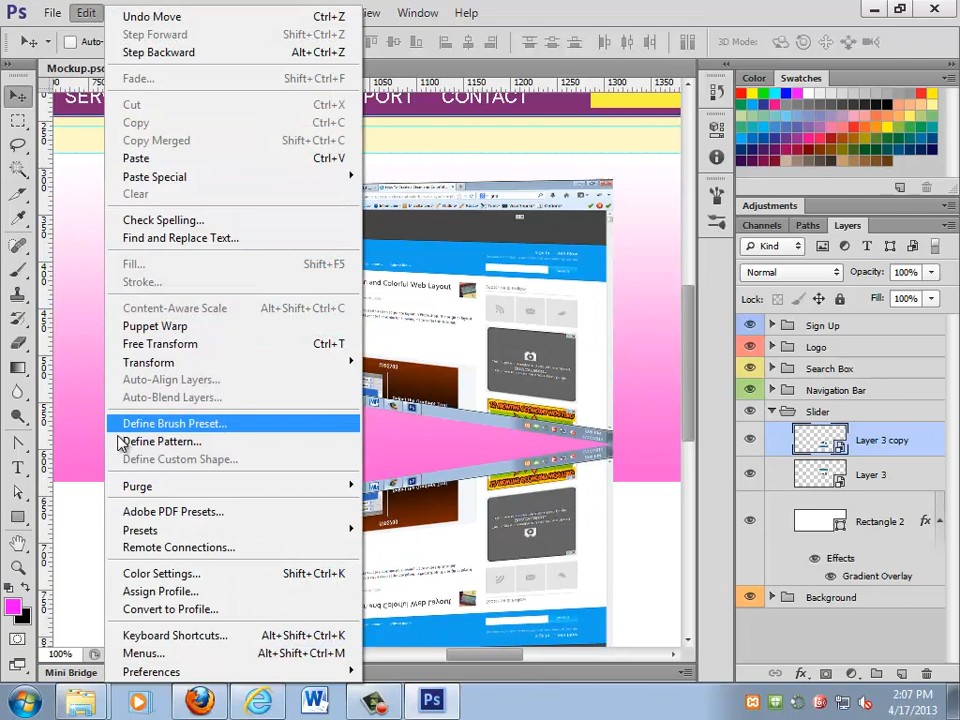 Ps File Edit iew Window Help
Auto- 3D Mode:
Mockup.psd
750 1050 1100 1150 1200 1250 1300 1350
SER PORT CONTACT
Undo Move Ctrl+Z
Step Forward Shift+Ctrl+Z
Step Backward Alt+Ctrl+Z
Fade... Shift+Ctrl+F
Cut Ctrl+X
Copy Ctrl+C
Copy Merged Shift+Ctrl+C
Paste Ctrl+V
Paste Special
Clear
Check Spelling...
Find and Replace Text...
Fill... Shift+F5
Stroke...
Content-Aware Scale Alt+Shift+Ctrl+C
Puppet Warp
Free Transform Ctrl+T
Transform
Auto-Align Layers...
Auto-Blend Layers...
Define Brush Preset...
Define Pattern...
Define Custom Shape...
Purge
Adobe PDF Presets...
Presets
Remote Connections...
Color Settings... Shift+Ctrl+K
Assign Profile...
Convert to Profile...
Keyboard Shortcuts... Alt+Shift+Ctrl+K
Menus... Alt+Shift+Ctrl+M
Preferences
and Colorful Web Layout
Color Swatches
Adjustments
Channels Paths Layers
Kind
Normal Opacity: 100%
Lock: Fill: 100%
Sign Up
Logo
Search Box
Navigation Bar
Slider
Layer 3 copy
Layer 3
Rectangle 2 fx
Effects
Gradient Overlay
Background
100%
Mini Bridge
2:07 PM
4/17/2013